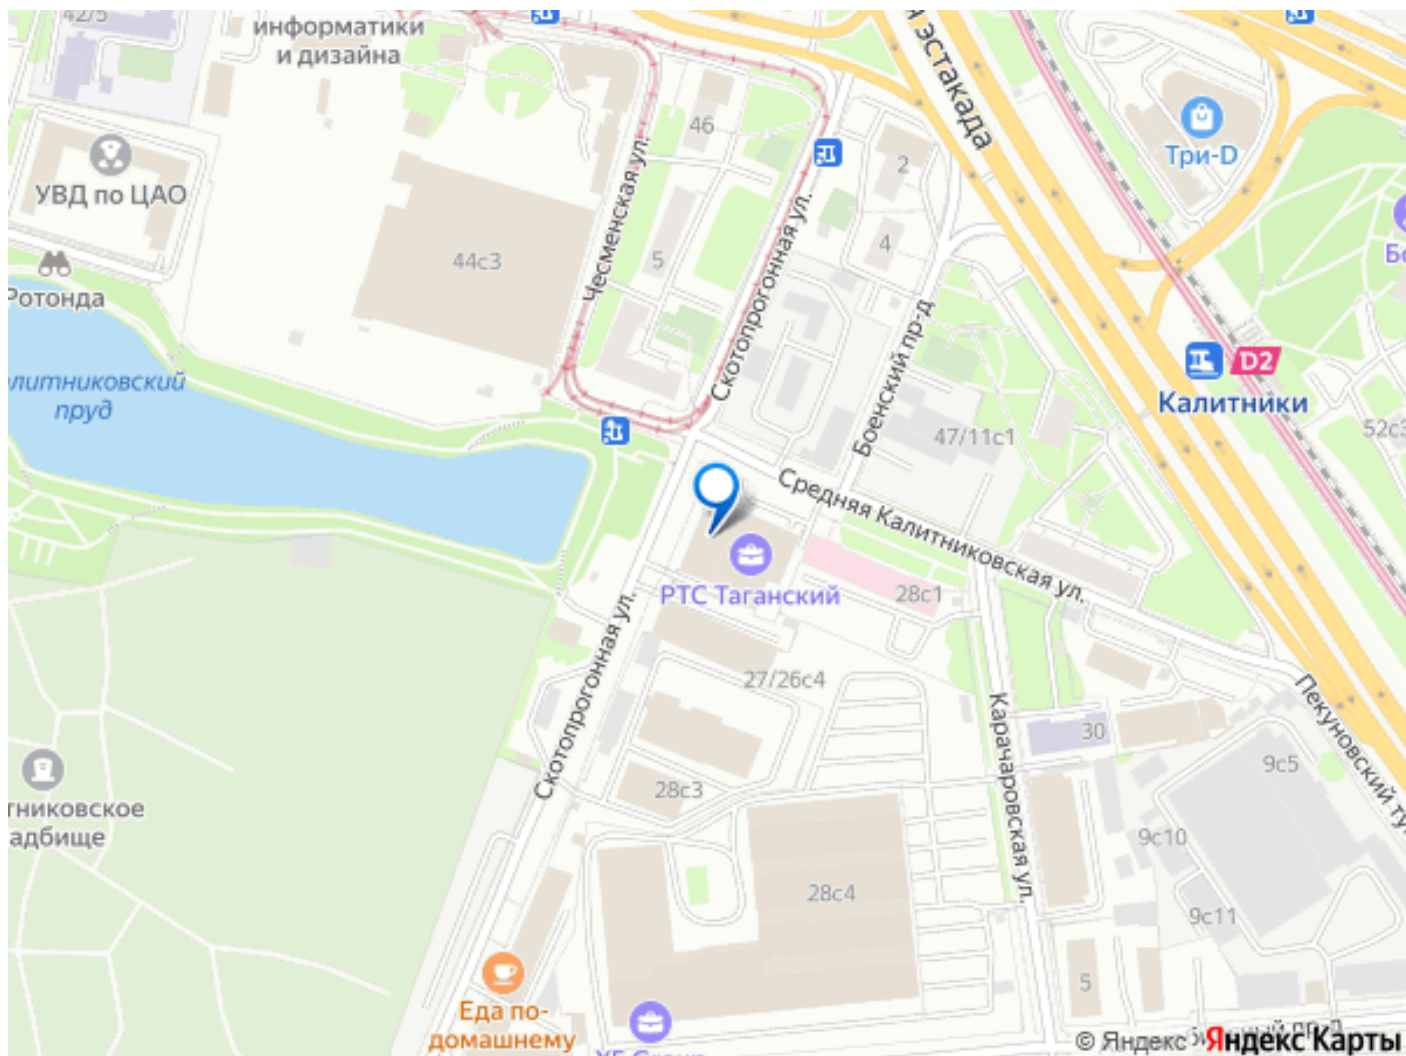 42/5
информатики
и дизайна
я эстакада
46
2
Три-D
УВД по ЦАО
Чесменская ул.
Скотопрогонная ул.
4
5
44с3
Ротонда
Боенский пр-д
D2
Калитники
литниковский
пруд
47/11с1
52с3
Средняя Калитниковская ул.
РТС Таганский
28с1
Скотопрогонная ул.
27/26с4
Карачаровская ул.
Пекуновский ту
30
9с5
28с3
тниковское
адбище
9с10
28с4
9с11
5
Еда по-
домашнему
© Яндекс
Яндекс Карты